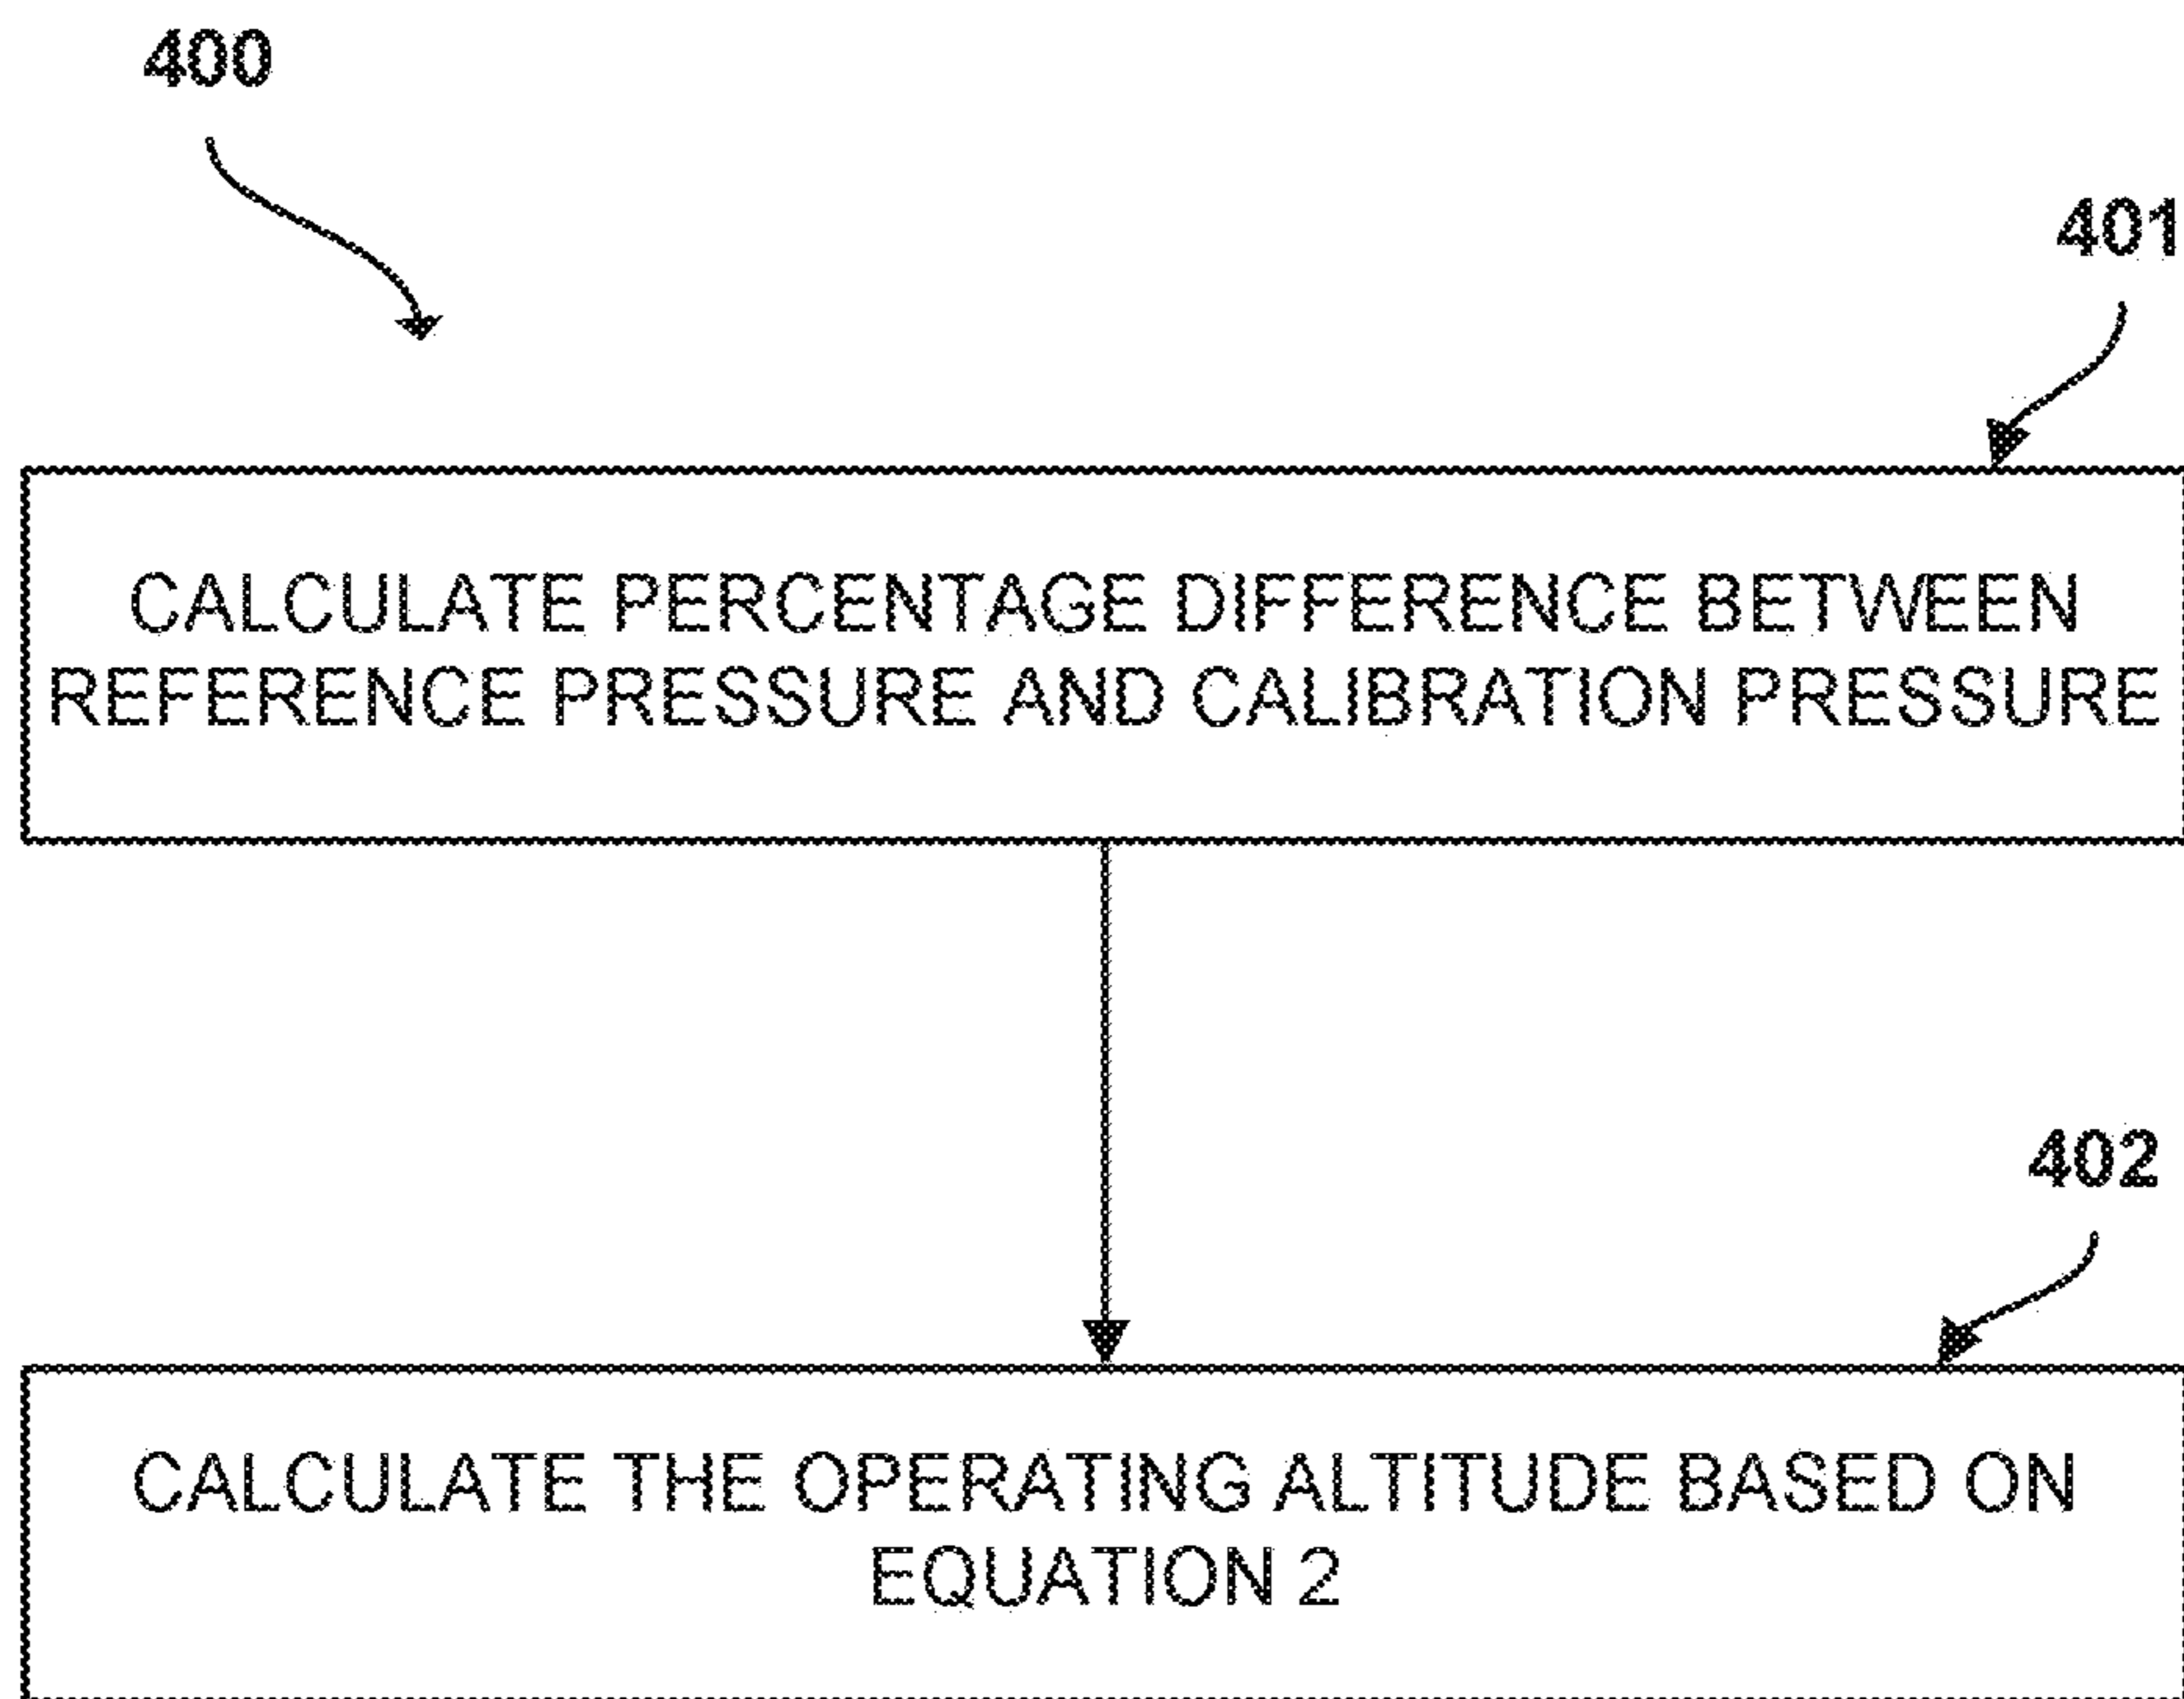 400
401
CALCULATE PERCENTAGE DIFFERENCE BETWEEN
REFERENCE PRESSURE AND CALIBRATION PRESSURE
402
CALCULATE THE OPERATING ALTITUDE BASED ON
EQUATION 2